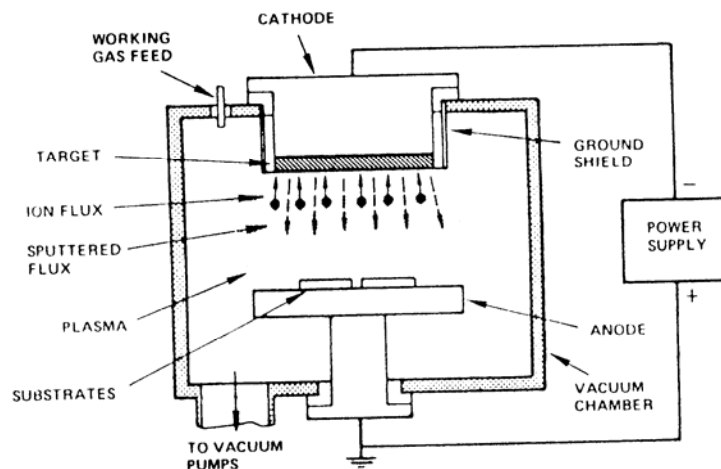 CATHODE
WORKING
GAS FEED
TARGET
GROUND
SHIELD
ION FLUX
SPUTTERED
FLUX
−
POWER
SUPPLY
+
PLASMA
ANODE
SUBSTRATES
VACUUM
CHAMBER
TO VACUUM
PUMPS